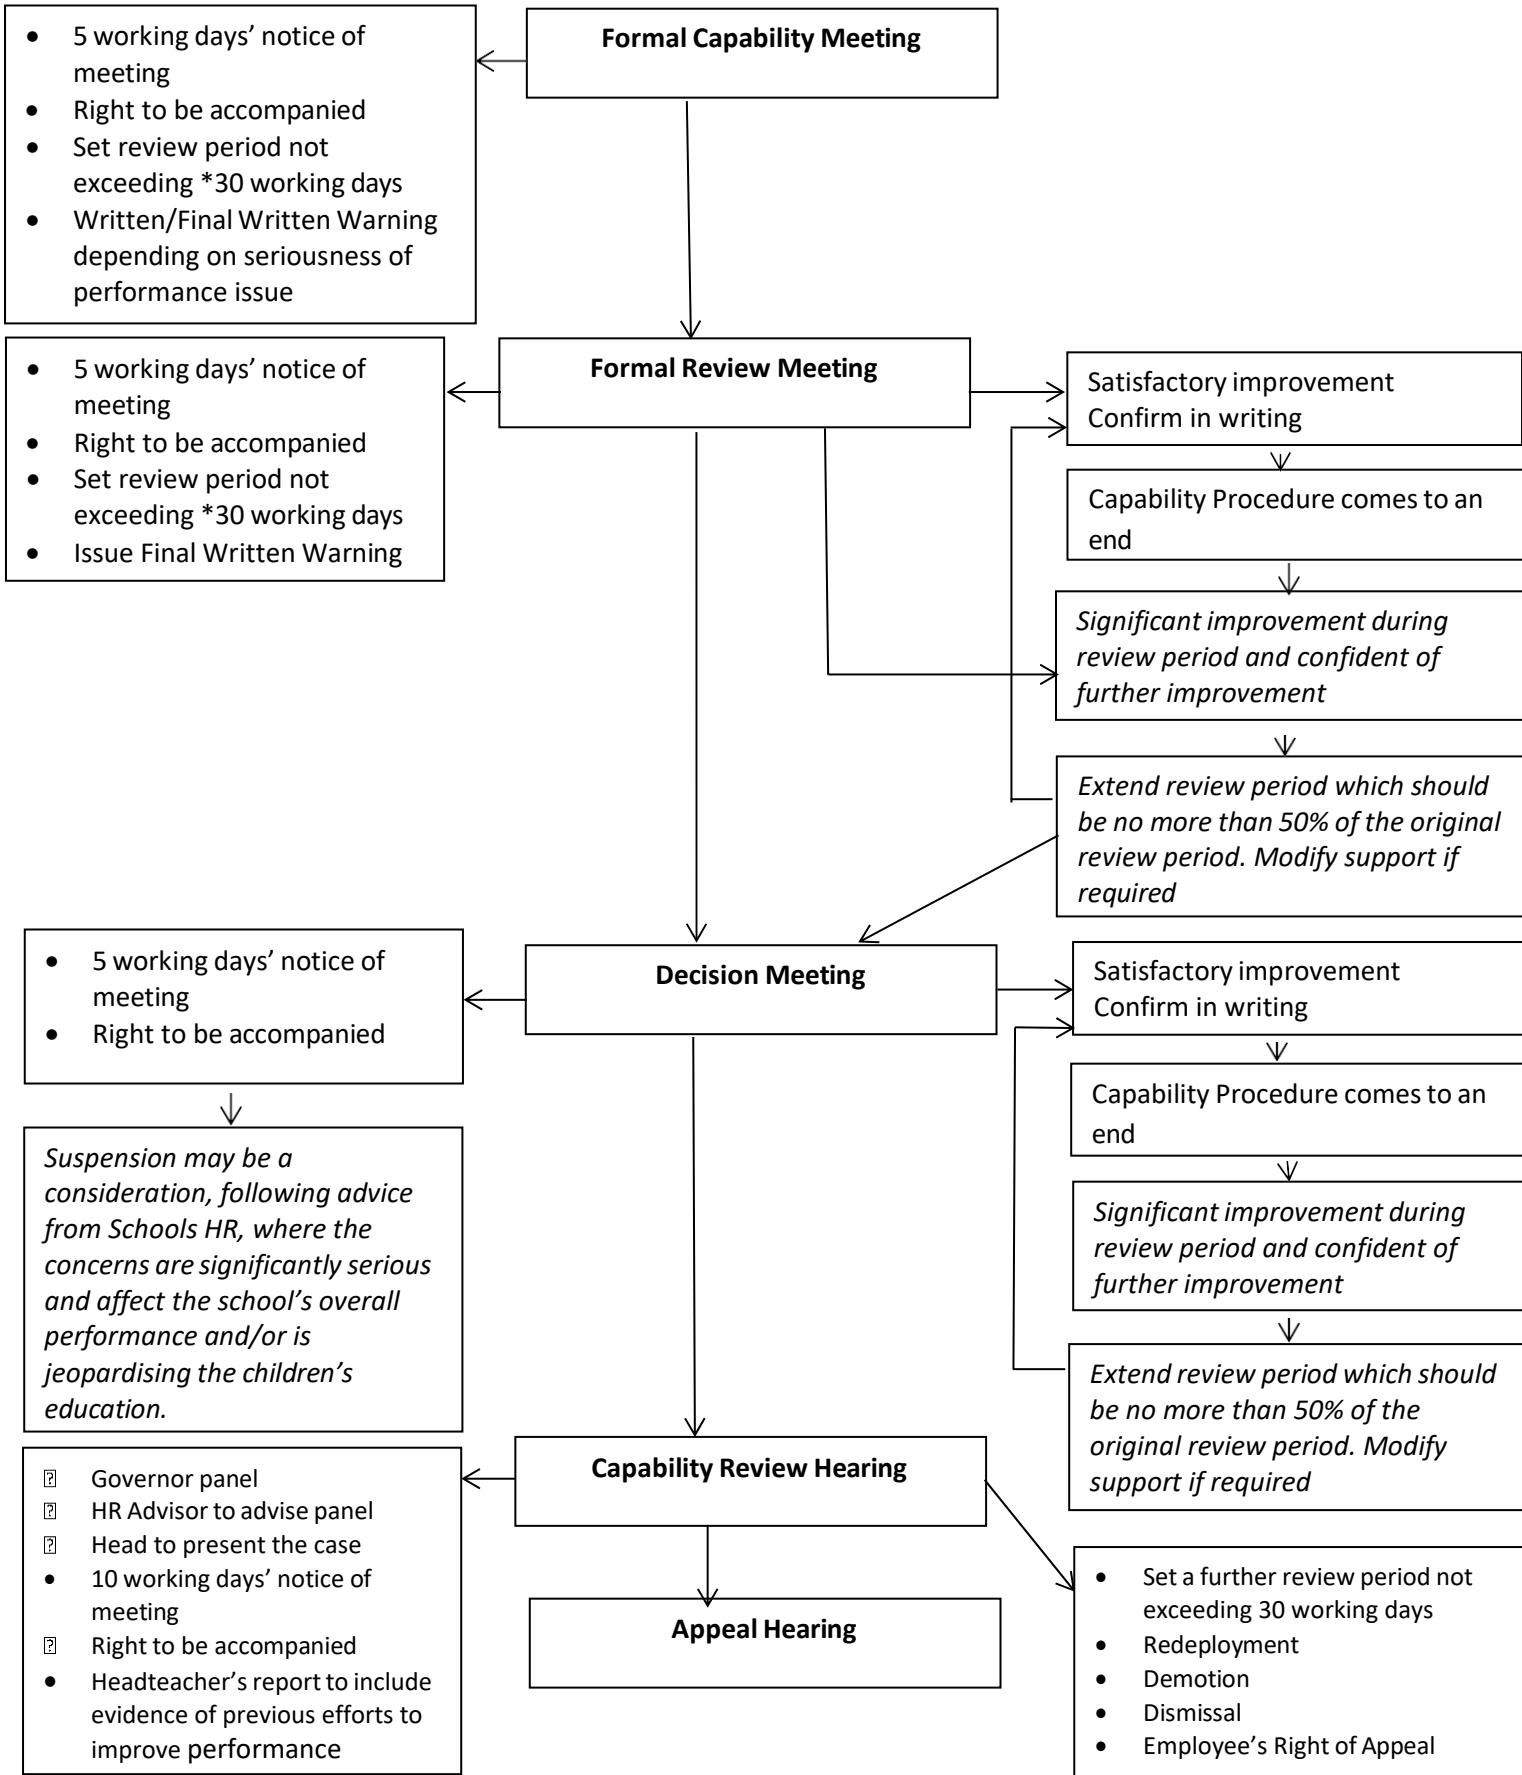 Formal Capability Meeting
• 5 working days’ notice of
meeting
• Right to be accompanied
• Set review period not
exceeding *30 working days
• Written/Final Written Warning
depending on seriousness of
performance issue
Formal Review Meeting
• 5 working days’ notice of
meeting
• Right to be accompanied
• Set review period not
exceeding *30 working days
• Issue Final Written Warning
Satisfactory improvement
Confirm in writing
Capability Procedure comes to an
end
Significant improvement during
review period and confident of
further improvement
Extend review period which should
be no more than 50% of the original
review period. Modify support if
required
Decision Meeting
• 5 working days’ notice of
meeting
• Right to be accompanied
Suspension may be a
consideration, following advice
from Schools HR, where the
concerns are significantly serious
and affect the school’s overall
performance and/or is
jeopardising the children’s
education.
Satisfactory improvement
Confirm in writing
Capability Procedure comes to an
end
Significant improvement during
review period and confident of
further improvement
Extend review period which should
be no more than 50% of the
original review period. Modify
support if required
Capability Review Hearing
Governor panel
HR Advisor to advise panel
Head to present the case
• 10 working days’ notice of
meeting
Right to be accompanied
• Headteacher’s report to include
evidence of previous efforts to
improve performance
Appeal Hearing
• Set a further review period not
exceeding 30 working days
• Redeployment
• Demotion
• Dismissal
• Employee’s Right of Appeal